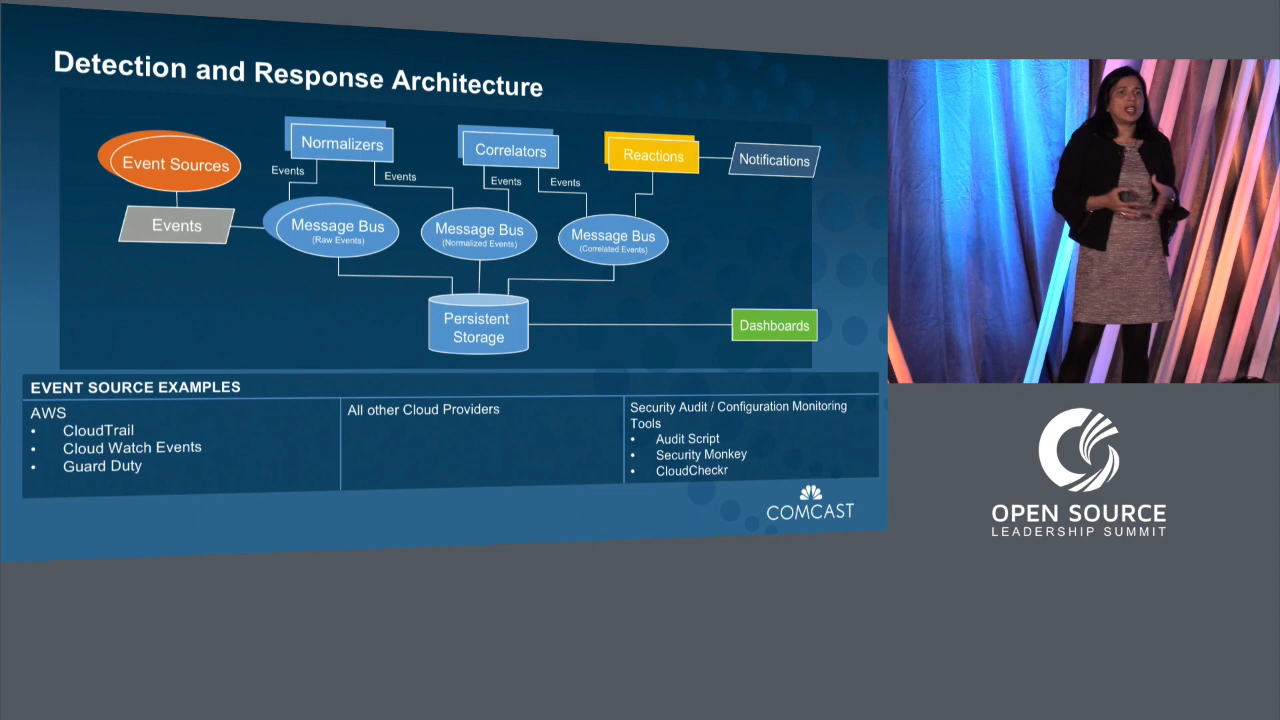 Detection and Response Architecture
Event Sources
Normalizers
Correlators
Reactions
Notifications
Events
Events
Events
Events
Events
Message Bus
(Raw Events)
Message Bus
(Normalized Events)
Message Bus
(Correlated Events)
Persistent
Storage
Dashboards
EVENT SOURCE EXAMPLES
AWS
• CloudTrail
• Cloud Watch Events
• Guard Duty
All other Cloud Providers
Security Audit / Configuration Monitoring
Tools
• Audit Script
• Security Monkey
• CloudCheckr
COMCAST
OPEN SOURCE
LEADERSHIP SUMMIT